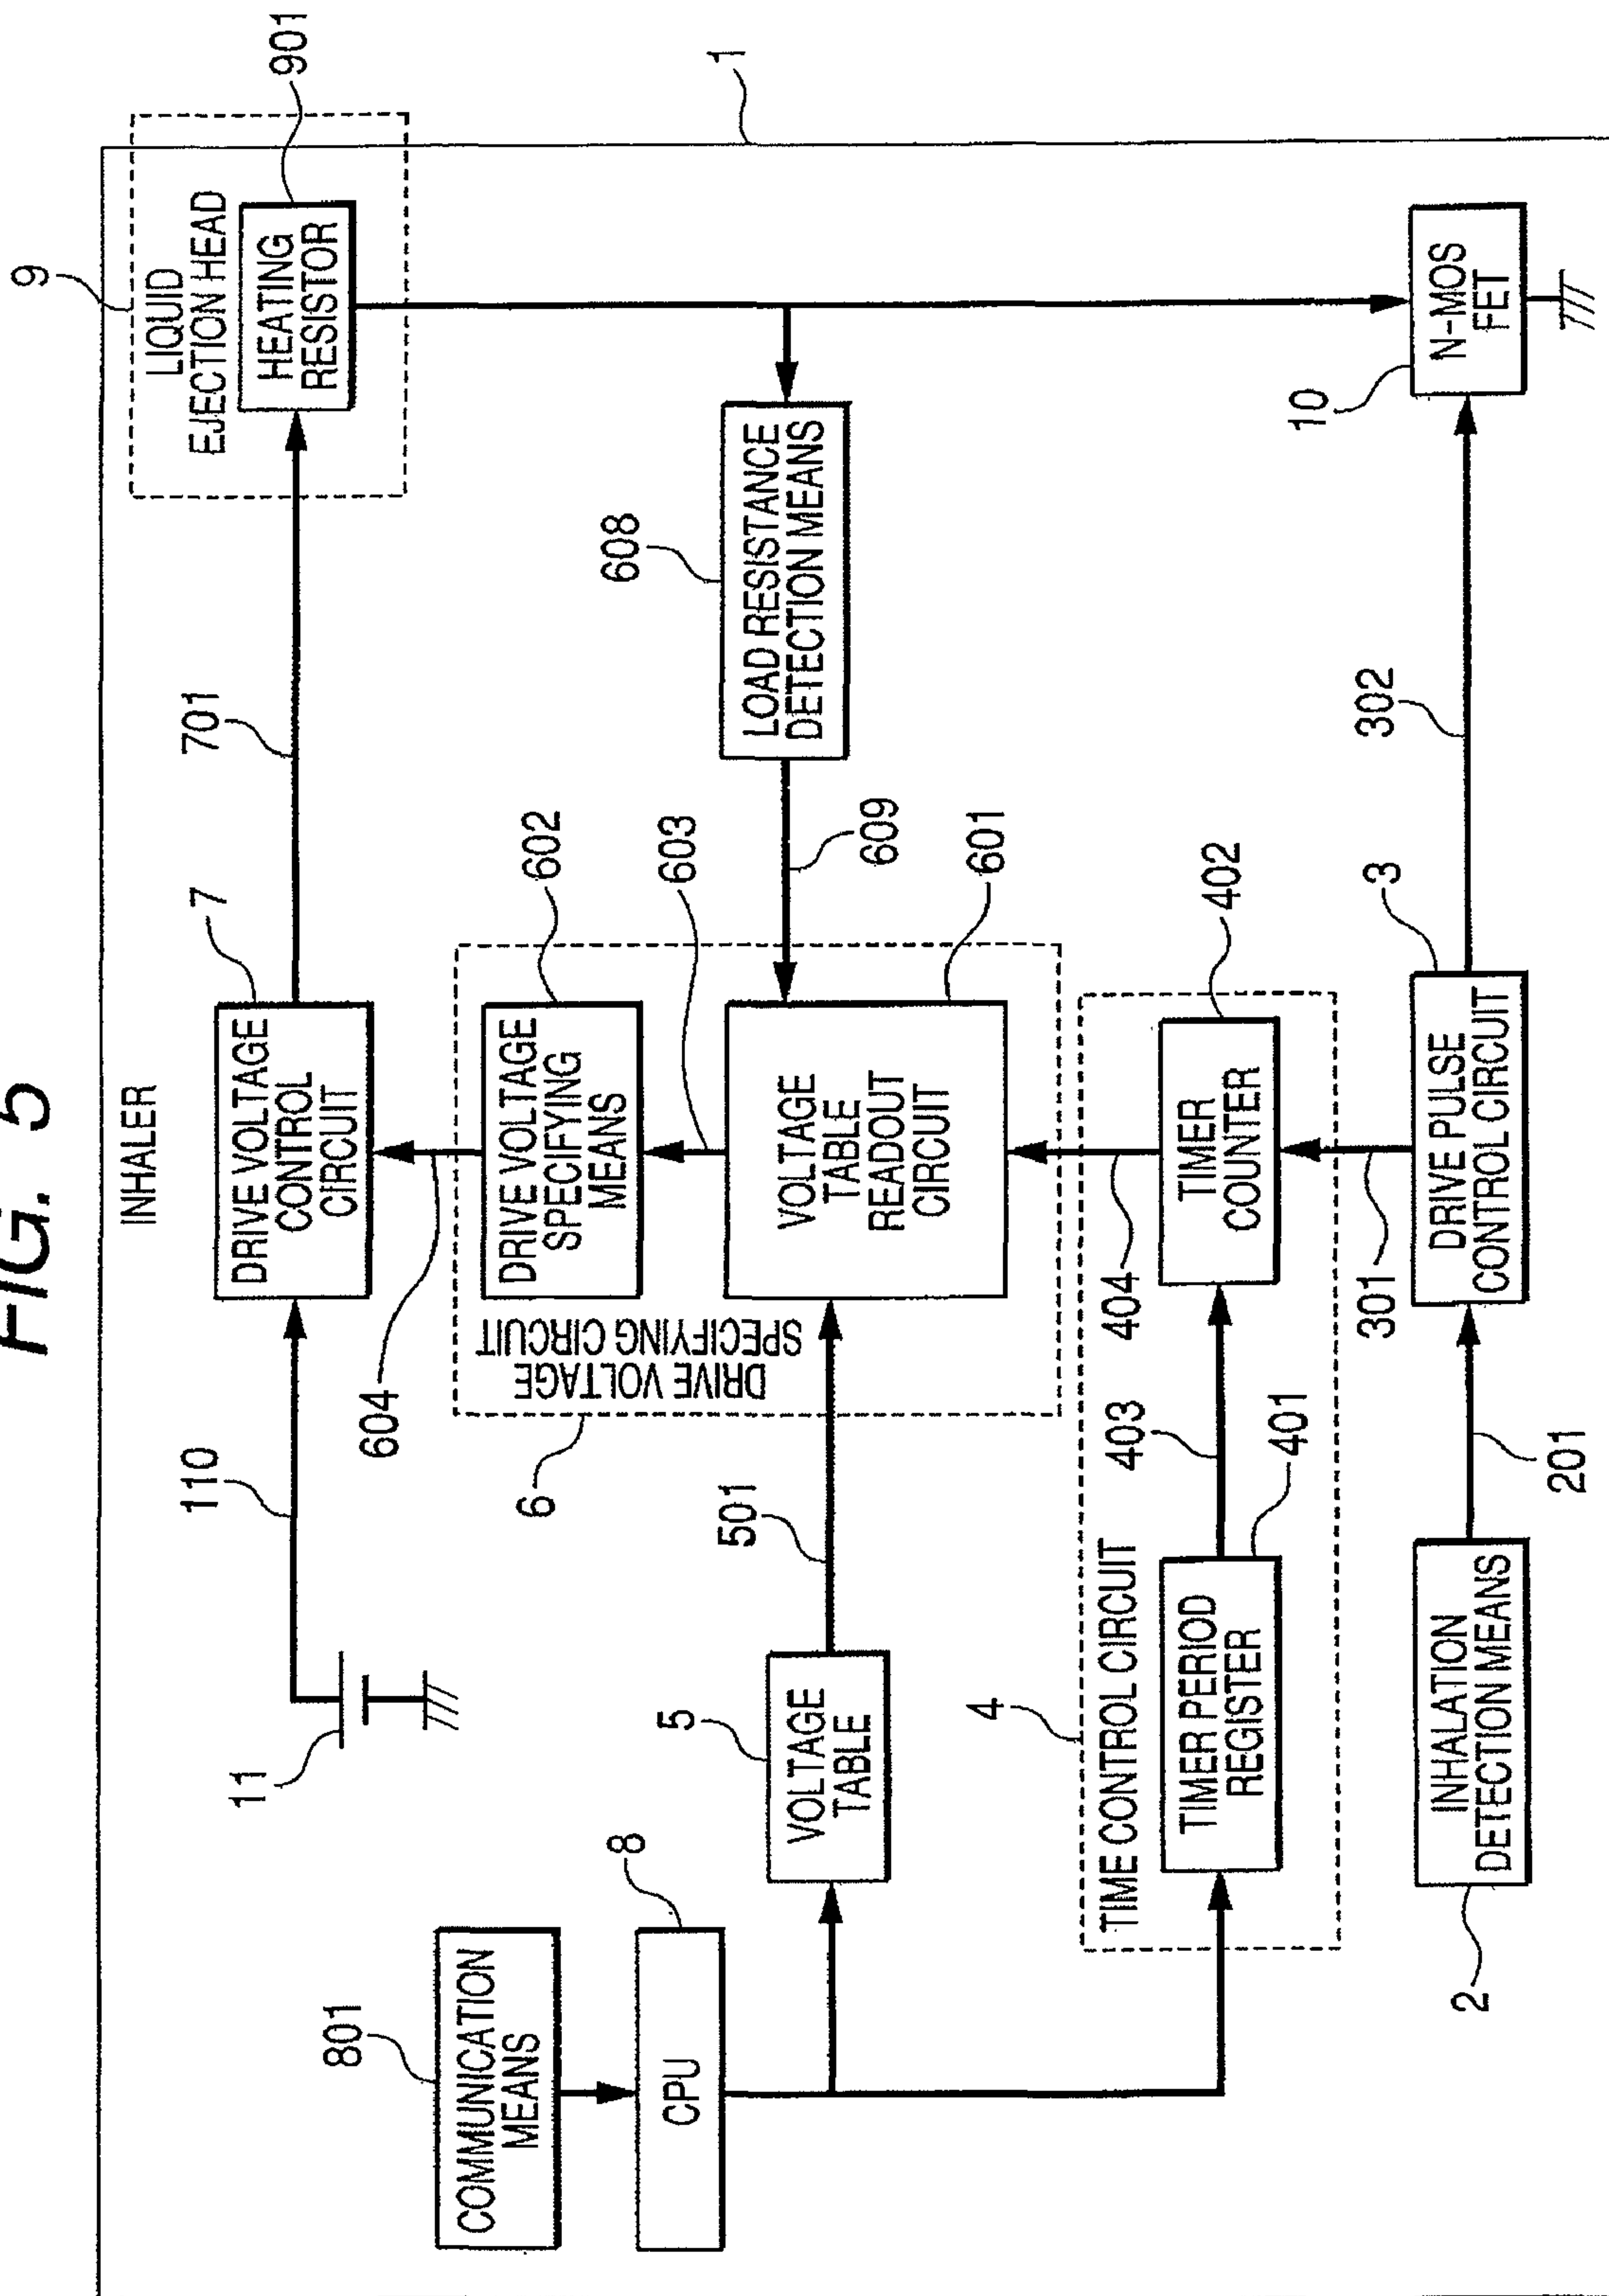 FIG. 5
INHALER
1
9
LIQUID
EJECTION HEAD
HEATING
RESISTOR
901
701
7
DRIVE VOLTAGE
CONTROL
CIRCUIT
110
11
604
602
DRIVE VOLTAGE
SPECIFYING
MEANS
603
DRIVE VOLTAGE
SPECIFYING CIRCUIT
6
VOLTAGE
TABLE
READOUT
CIRCUIT
601
609
608
LOAD RESISTANCE
DETECTION MEANS
801
COMMUNICATION
MEANS
8
CPU
5
VOLTAGE
TABLE
501
4
TIME CONTROL CIRCUIT
TIMER PERIOD
REGISTER
401
403
TIMER
COUNTER
402
404
301
2
INHALATION
DETECTION MEANS
201
DRIVE PULSE
CONTROL CIRCUIT
3
302
10
N-MOS
FET